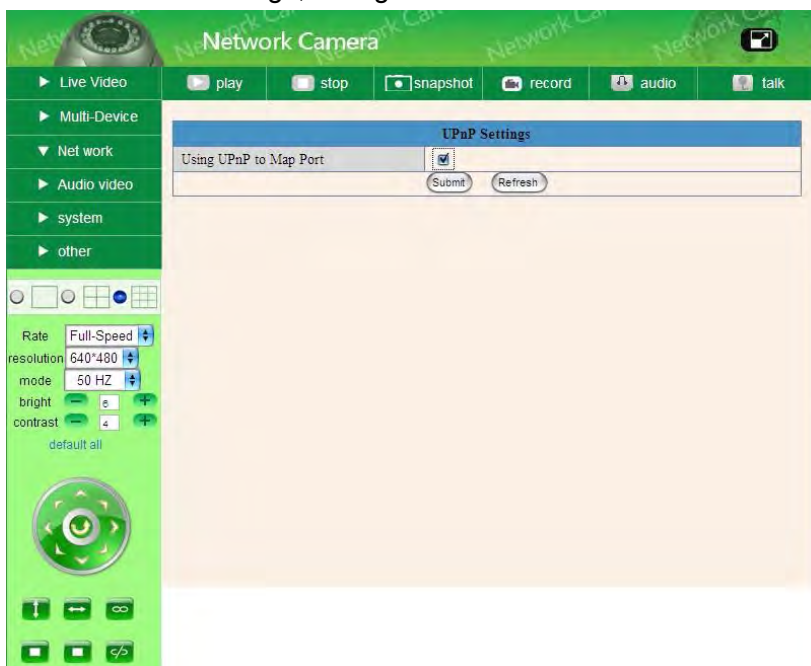 Network Camera
Live Video
play
stop
snapshot
record
audio
talk
Multi-Device
Net work
Audio video
system
other
UPnP Settings
Using UPnP to Map Port
Submit
Refresh
Rate Full-Speed
resolution 640*480
mode 50 HZ
bright 6
contrast 4
default all